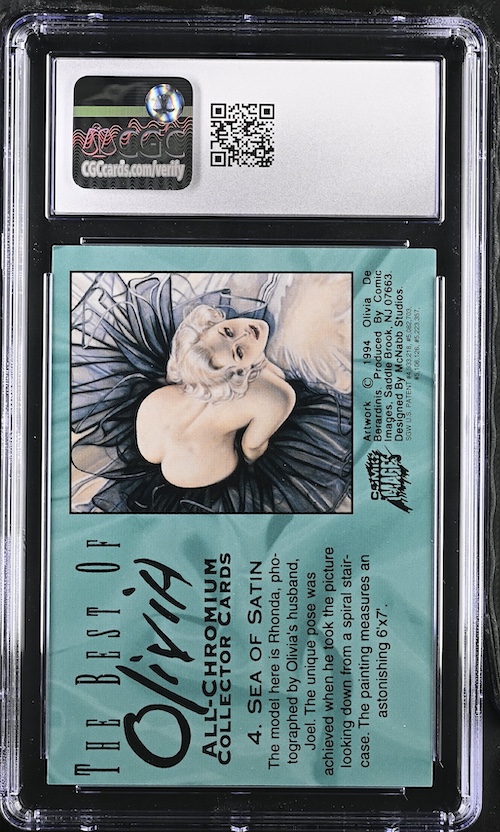 CGC
CGCcards.com/verify
THE BEST OF
Olivia
ALL-CHROMIUM
COLLECTOR CARDS
4. SEA OF SATIN
The model here is Rhonda, pho-
tographed by Olivia's husband,
Joel. The unique pose was
achieved when he took the picture
looking down from a spiral stair-
case. The painting measures an
astonishing 6'x7'.
COMIC
IMAGES
Artwork © 1994 Olivia De
Berardinis. Produced By Comic
Images, Saddle Brook, NJ 07663.
Designed By McNabb Studios.